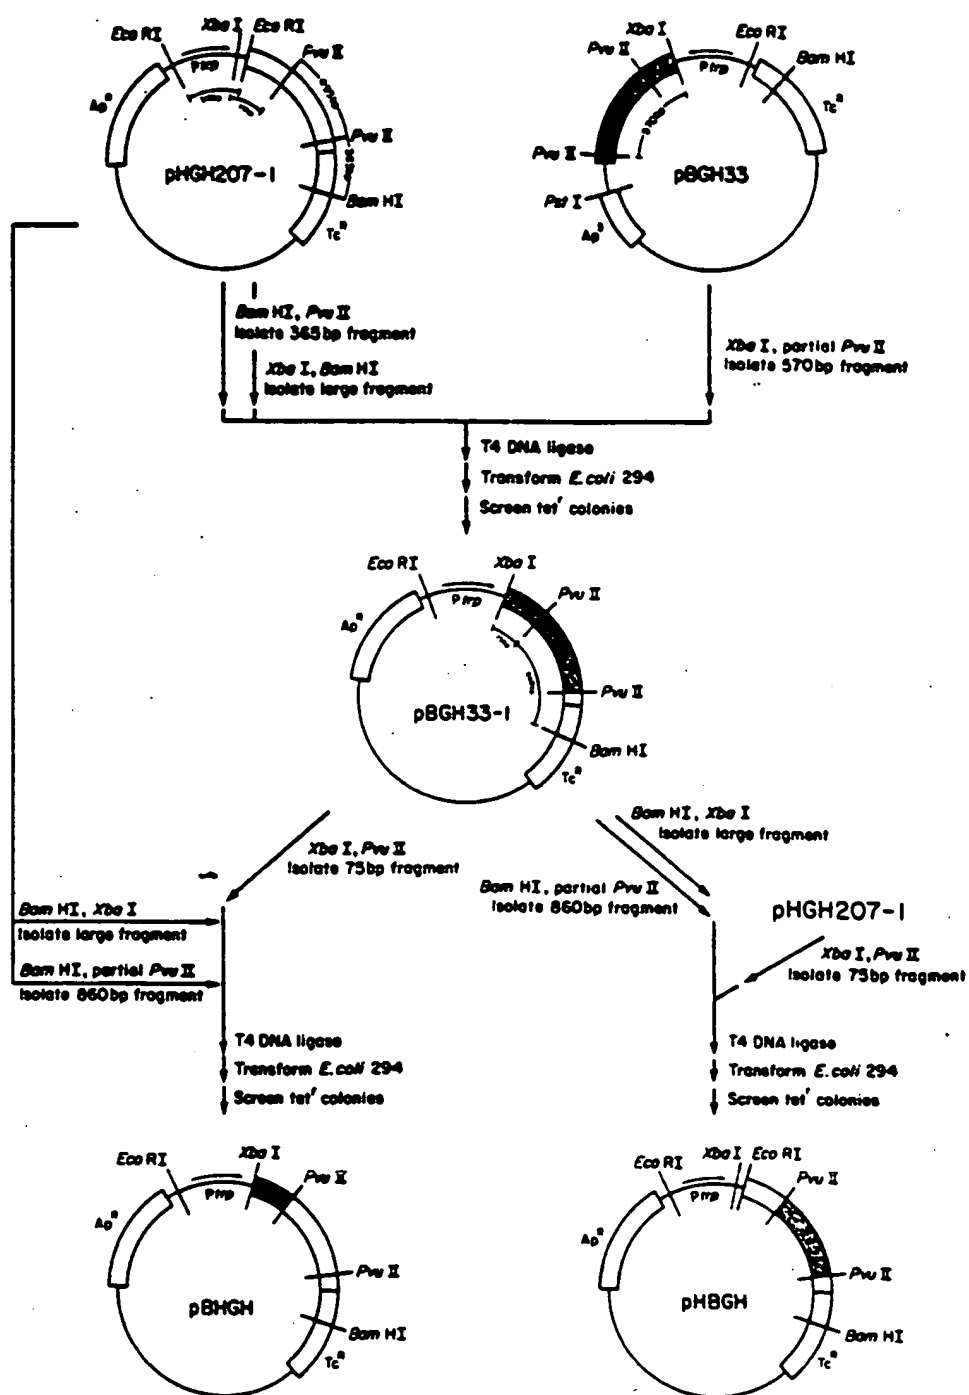 Eco RI
Xba I
Eco RI
Pvu II
Ptrp
Ap^R
Pvu II
Bam HI
Tc^R
pHGH207-1
Xba I
Eco RI
Pvu II
Ptrp
Bam HI
Tc^R
Pvu II
Pst I
Ap^S
pBGH33
Bam HI, Pvu II
Isolate 365bp fragment
Xba I, Bam HI
Isolate large fragment
Xba I, partial Pvu II
Isolate 570bp fragment
T4 DNA ligase
Transform E.coli 294
Screen tet^r colonies
Eco RI
Xba I
Ptrp
Pvu II
Ap^R
Pvu II
pBGH33-1
Bam HI
Tc^R
Xba I, Pvu II
Isolate 75bp fragment
Bam HI, Xba I
Isolate large fragment
Bam HI, partial Pvu II
Isolate 860bp fragment
pHGH207-1
Xba I, Pvu II
Isolate 75bp fragment
Bam HI, Xba I
Isolate large fragment
Bam HI, partial Pvu II
Isolate 860bp fragment
T4 DNA ligase
Transform E.coli 294
Screen tet^r colonies
T4 DNA ligase
Transform E.coli 294
Screen tet^r colonies
Eco RI
Xba I
Pvu II
Ptrp
Ap^R
Pvu II
pBHGH
Bam HI
Tc^R
Eco RI
Xba I
Eco RI
Pvu II
Ptrp
Ap^R
Pvu II
pHBGH
Bam HI
Tc^R